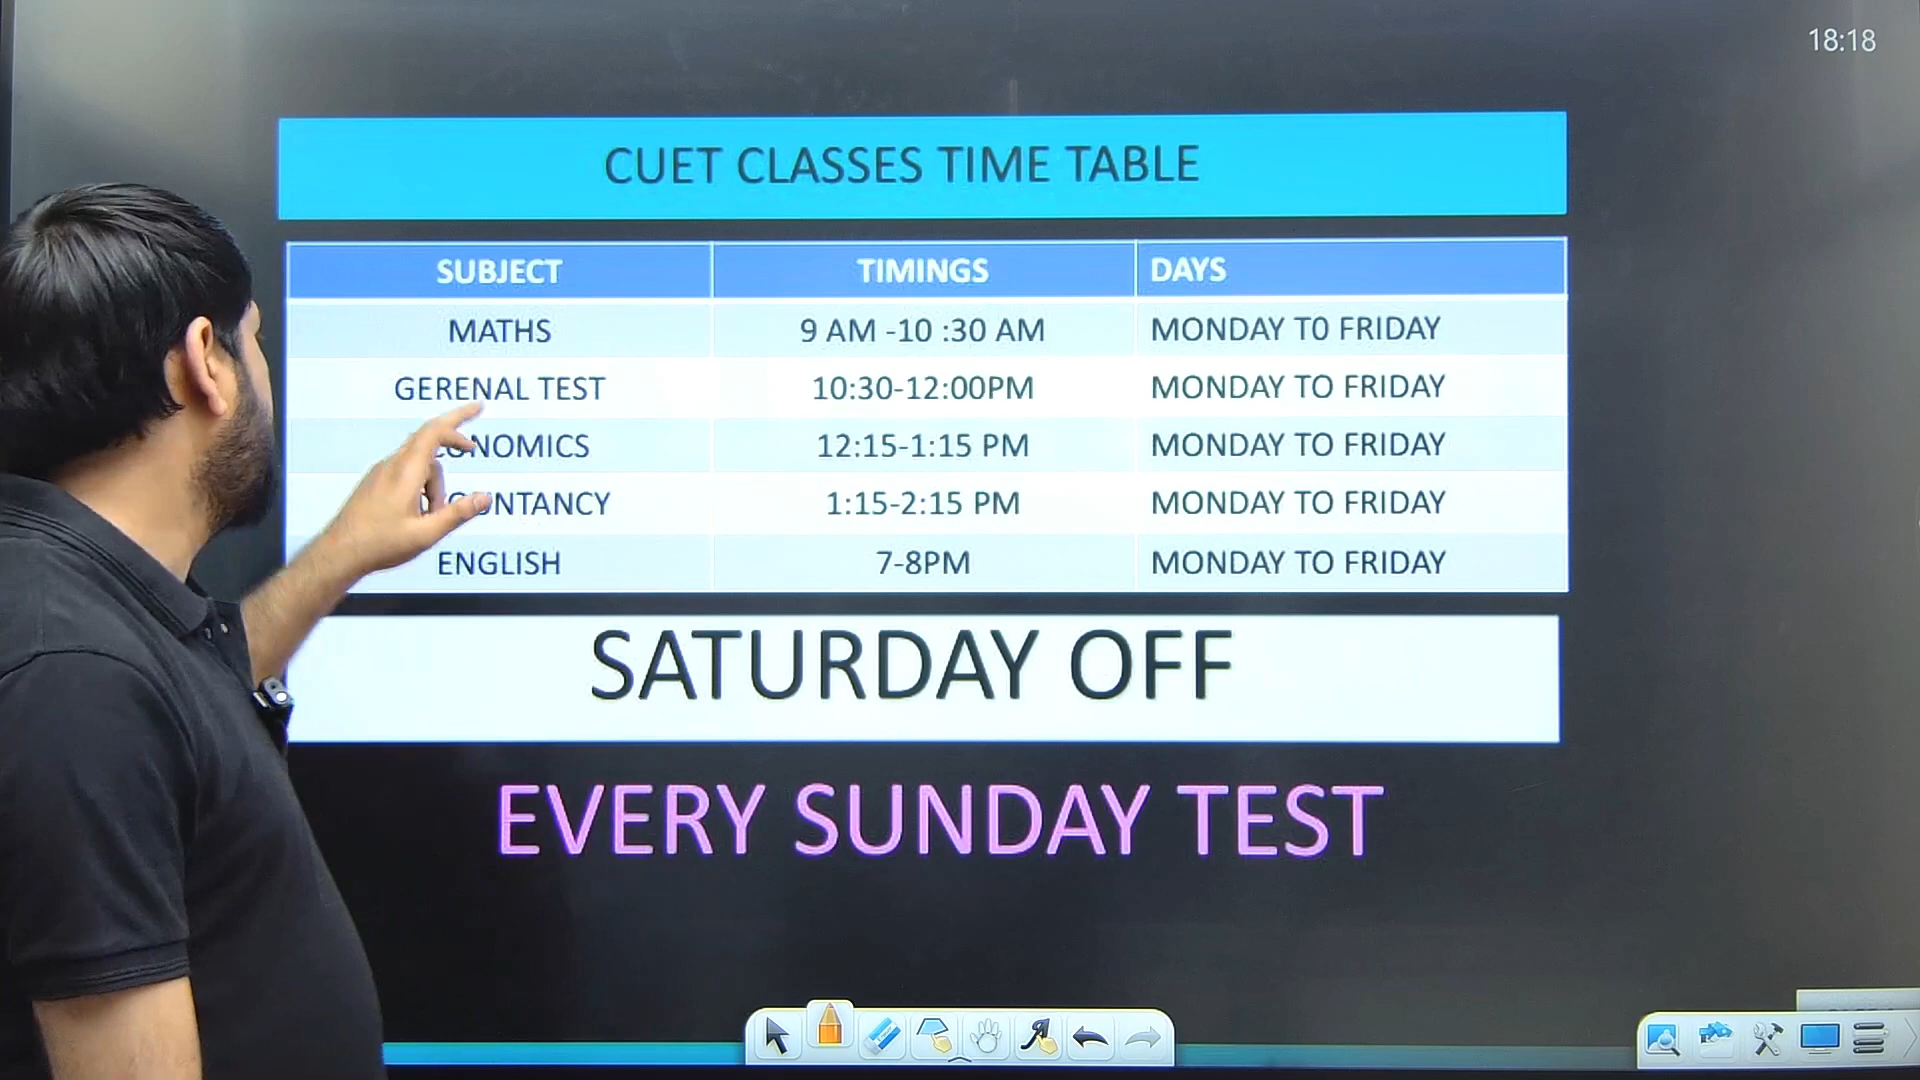 18:18
CUET CLASSES TIME TABLE
SUBJECT TIMINGS DAYS
MATHS 9 AM -10 :30 AM MONDAY T0 FRIDAY
GERENAL TEST 10:30-12:00PM MONDAY TO FRIDAY
12:15-1:15 PM MONDAY TO FRIDAY
1:15-2:15 PM MONDAY TO FRIDAY
ENGLISH 7-8PM MONDAY TO FRIDAY
SATURDAY OFF
EVERY SUNDAY TEST